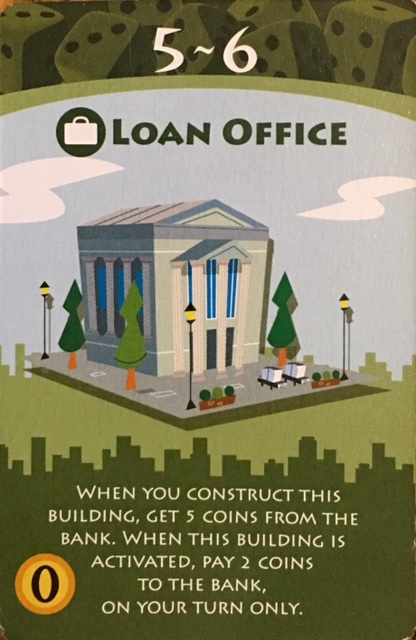 5~6
LOAN OFFICE
WHEN YOU CONSTRUCT THIS
BUILDING, GET 5 COINS FROM THE
BANK. WHEN THIS BUILDING IS
ACTIVATED, PAY 2 COINS
TO THE BANK,
ON YOUR TURN ONLY.
0